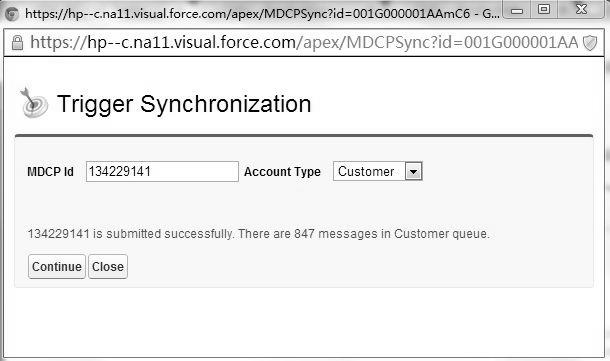 https://hp--c.na11.visual.force.com/apex/MDCPSync?id=001G000001AAmC6 - G...
https://hp--c.na11.visual.force.com/apex/MDCPSync?id=001G000001AA
Trigger Synchronization
MDCP Id 134229141 Account Type Customer
134229141 is submitted successfully. There are 847 messages in Customer queue.
Continue Close